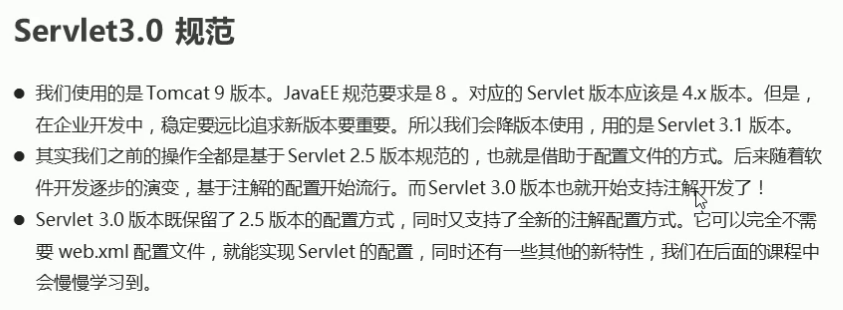 Servlet3.0 规范
● 我们使用的是 Tomcat 9 版本。JavaEE 规范要求是 8 。对应的 Servlet 版本应该是 4.x 版本。但是，
在企业开发中，稳定要远比追求新版本要重要。所以我们会降版本使用，用的是 Servlet 3.1 版本。
● 其实我们之前的操作全都是基于 Servlet 2.5 版本规范的，也就是借助于配置文件的方式。后来随着软
件开发逐步的演变，基于注解的配置开始流行。而 Servlet 3.0 版本也就开始支持注解开发了！
● Servlet 3.0 版本既保留了 2.5 版本的配置方式，同时又支持了全新的注解配置方式。它可以完全不需
要 web.xml 配置文件，就能实现 Servlet 的配置，同时还有一些其他的新特性，我们在后面的课程中
会慢慢学习到。